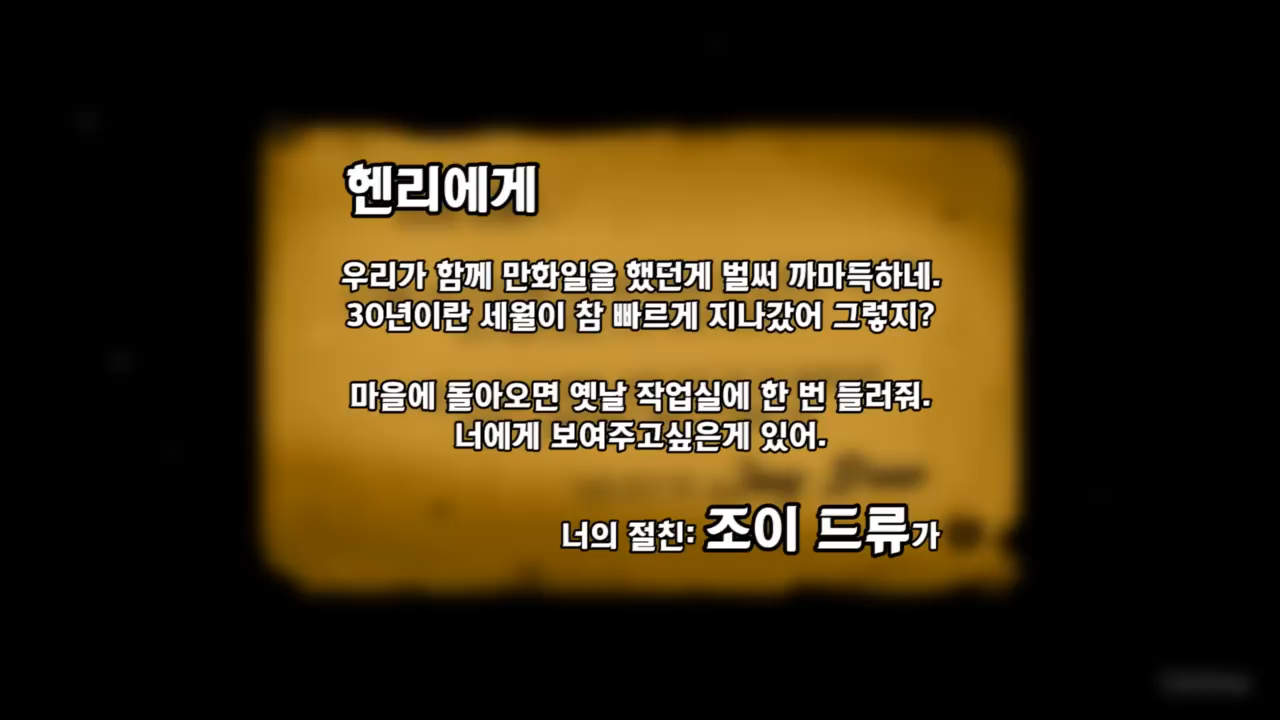 헨리에게
우리가 함께 만화일을 했던게 벌써 까마득하네.
30년이란 세월이 참 빠르게 지나갔어 그렇지?
마을에 돌아오면 옛날 작업실에 한 번 들러줘.
너에게 보여주고싶은게 있어.
너의 절친: 조이 드류가